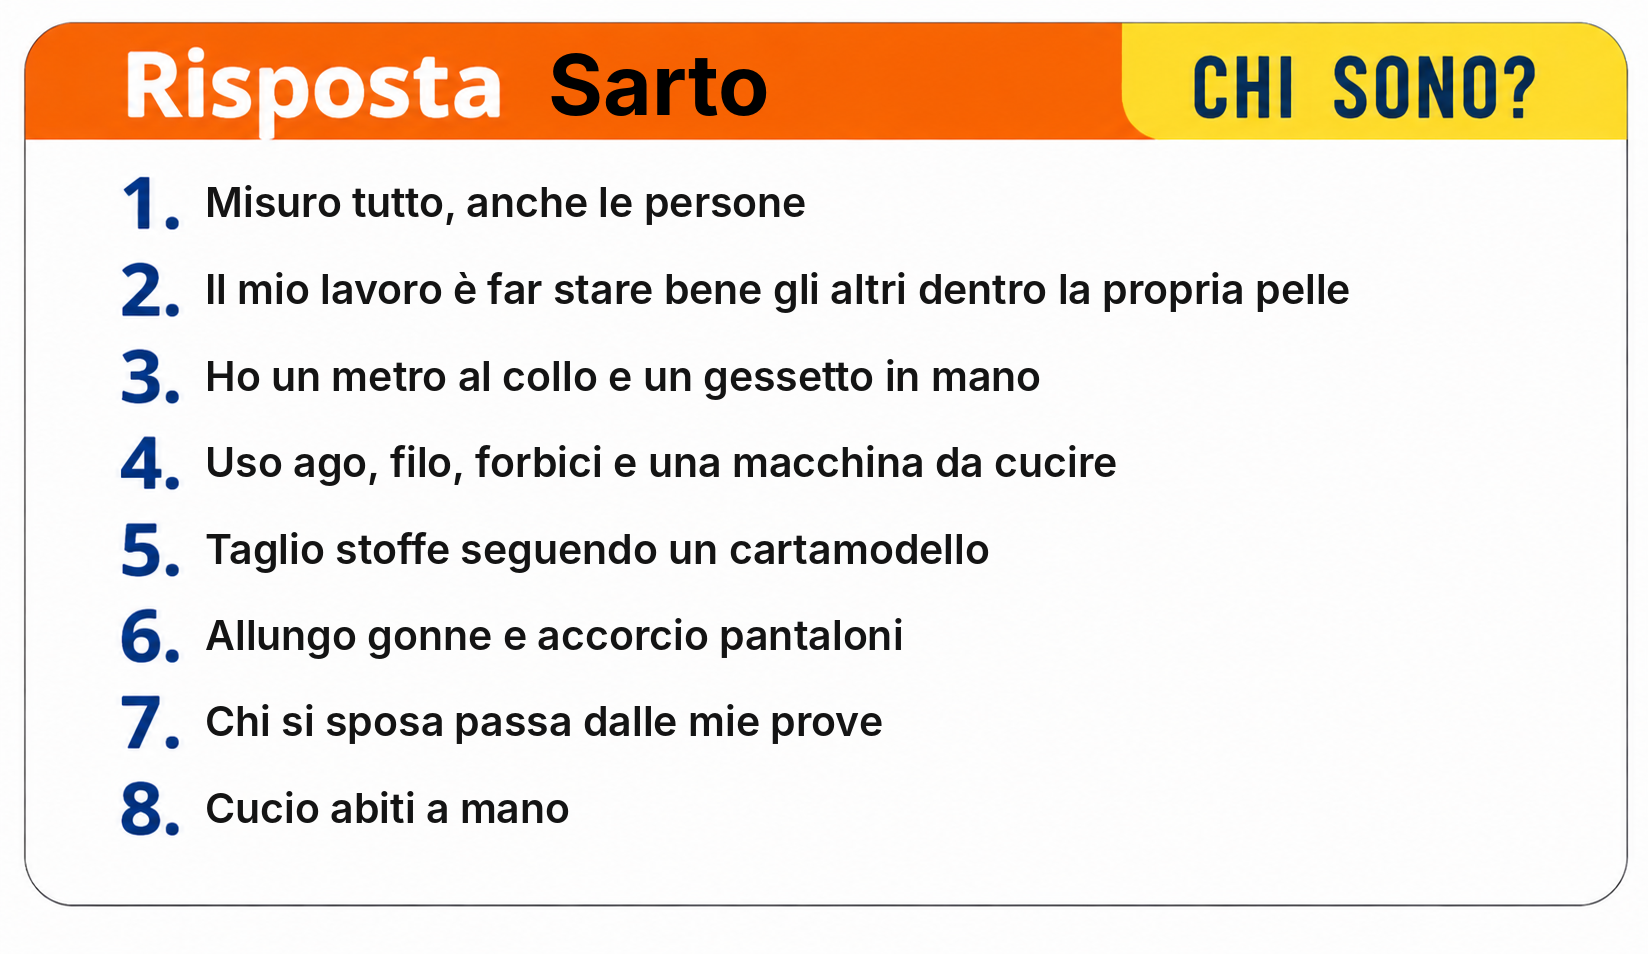 Risposta Sarto CHI SONO?
1. Misuro tutto, anche le persone
2. Il mio lavoro è far stare bene gli altri dentro la propria pelle
3. Ho un metro al collo e un gessetto in mano
4. Uso ago, filo, forbici e una macchina da cucire
5. Taglio stoffe seguendo un cartamodello
6. Allungo gonne e accorcio pantaloni
7. Chi si sposa passa dalle mie prove
8. Cucio abiti a mano